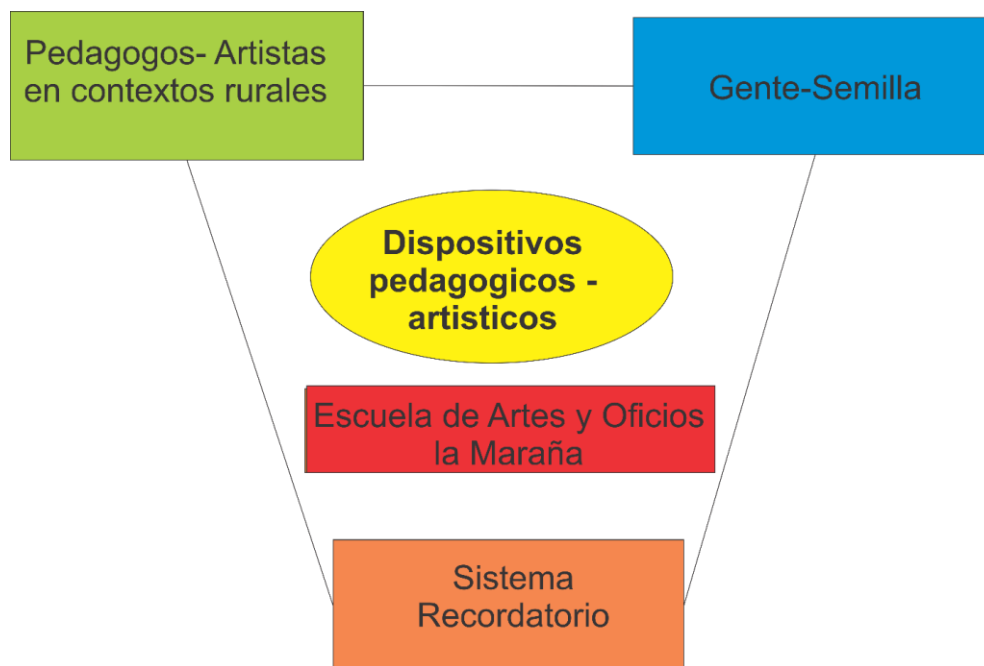 Pedagogos- Artistas
en contextos rurales
Gente-Semilla
Dispositivos
pedagogicos -
artisticos
Escuela de Artes y Oficios
la Maraña
Sistema
Recordatorio